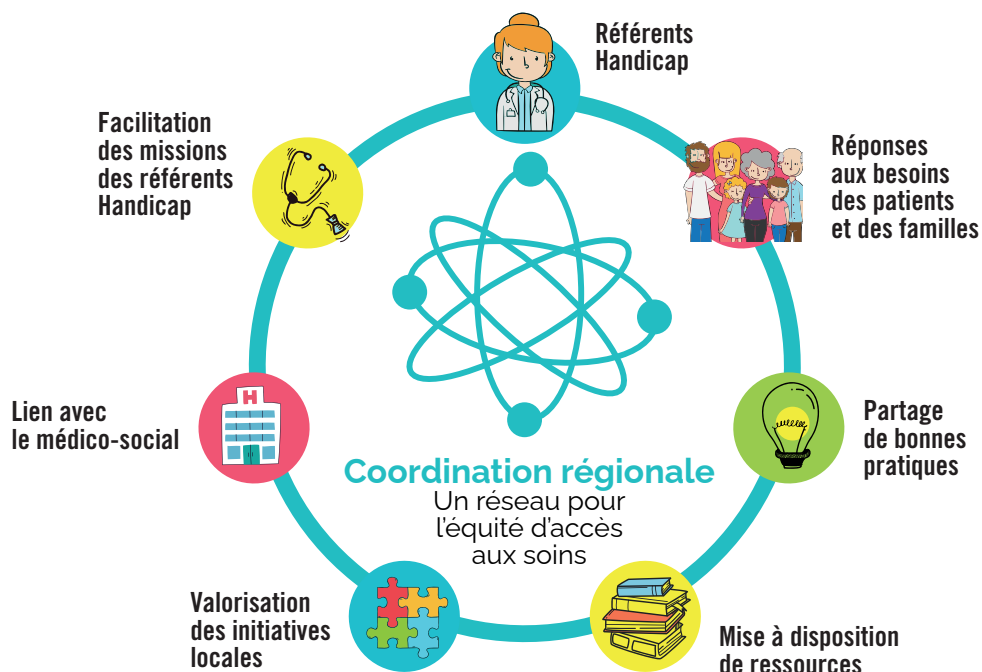 Référents
Handicap
Réponses
aux besoins
des patients
et des familles
Partage
de bonnes
pratiques
Mise à disposition
de ressources
Valorisation
des initiatives
locales
Lien avec
le médico-social
Facilitation
des missions
des référents
Handicap
H
Coordination régionale
Un réseau pour
l'équité d'accès
aux soins